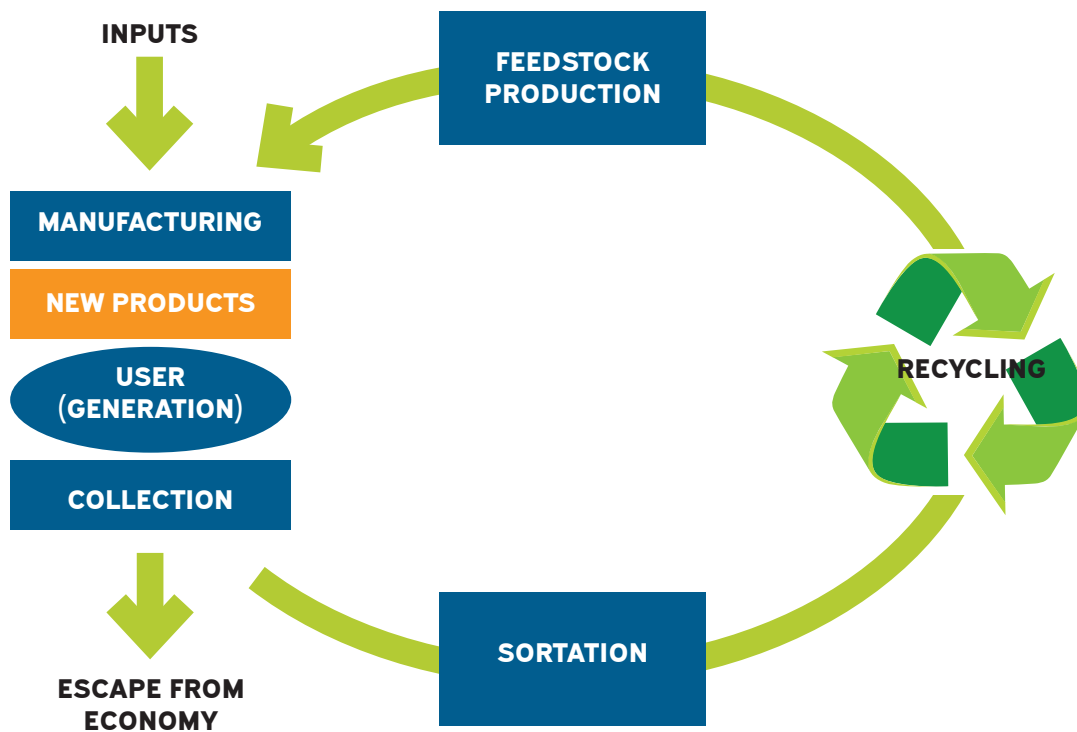 INPUTS
FEEDSTOCK
PRODUCTION
MANUFACTURING
NEW PRODUCTS
USER
(GENERATION)
RECYCLING
COLLECTION
SORTATION
ESCAPE FROM
ECONOMY